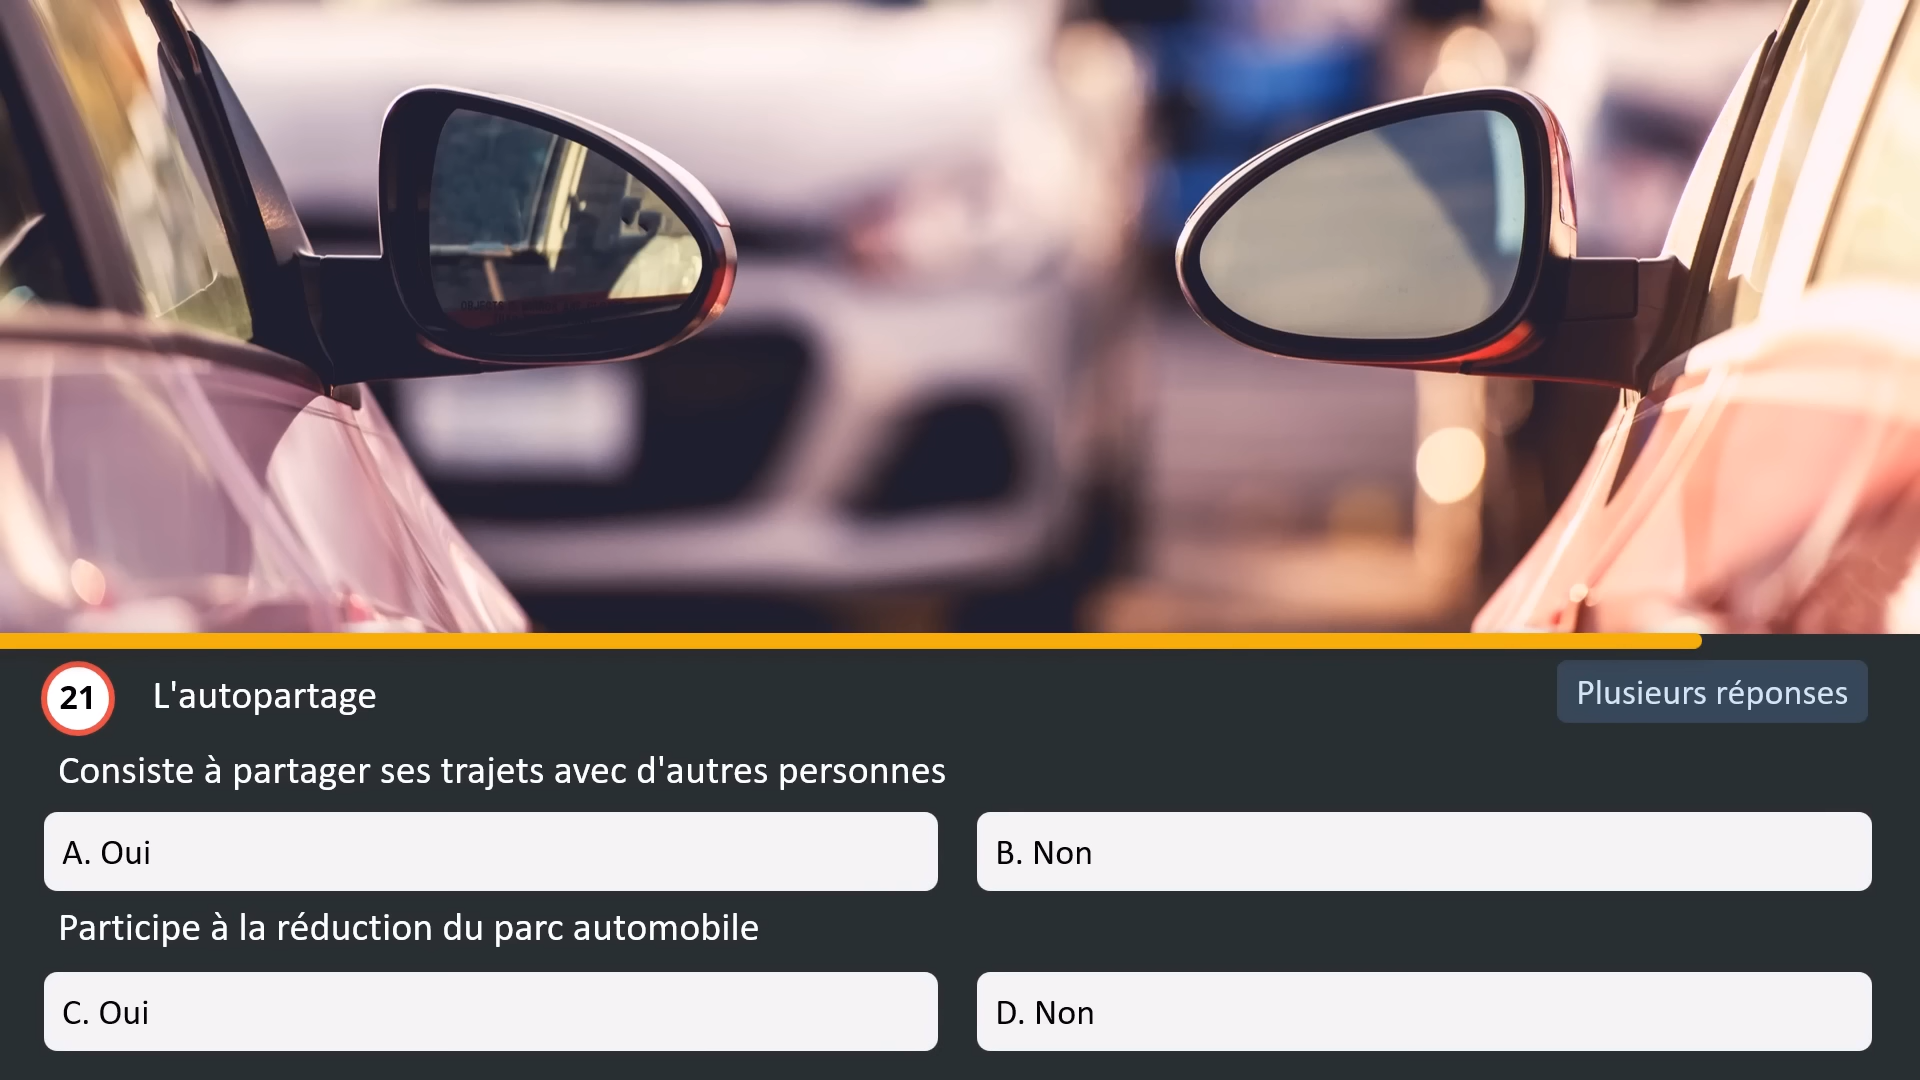 21 L'autopartage Plusieurs réponses
Consiste à partager ses trajets avec d'autres personnes
A. Oui B. Non
Participe à la réduction du parc automobile
C. Oui D. Non